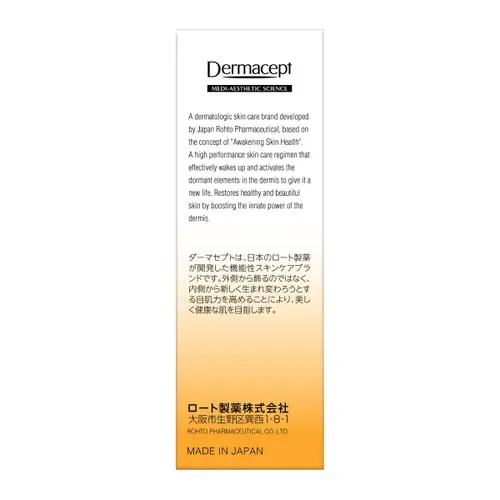 Dermacept
MEDI-AESTHETIC SCIENCE
A dermatologic skin care brand developed
by Japan Rohto Pharmaceutical, based on
the concept of "Awakening Skin Health".
A high performance skin care regimen that
effectively wakes up and activates the
dormant elements in the dermis to give it a
new life. Restores healthy and beautiful
skin by boosting the innate power of the
dermis.
ダーマセプトは、日本のロート製薬
が開発した機能性スキンケアブラ
ンドです。外側から飾るのではなく、
内側から新しく生まれ変わろうとす
る自肌力を高めることにより、美し
く健康な肌を目指します。
ロート製薬株式会社
大阪市生野区巽西1-8-1
ROHTO PHARMACEUTICAL CO.,LTD
MADE IN JAPAN